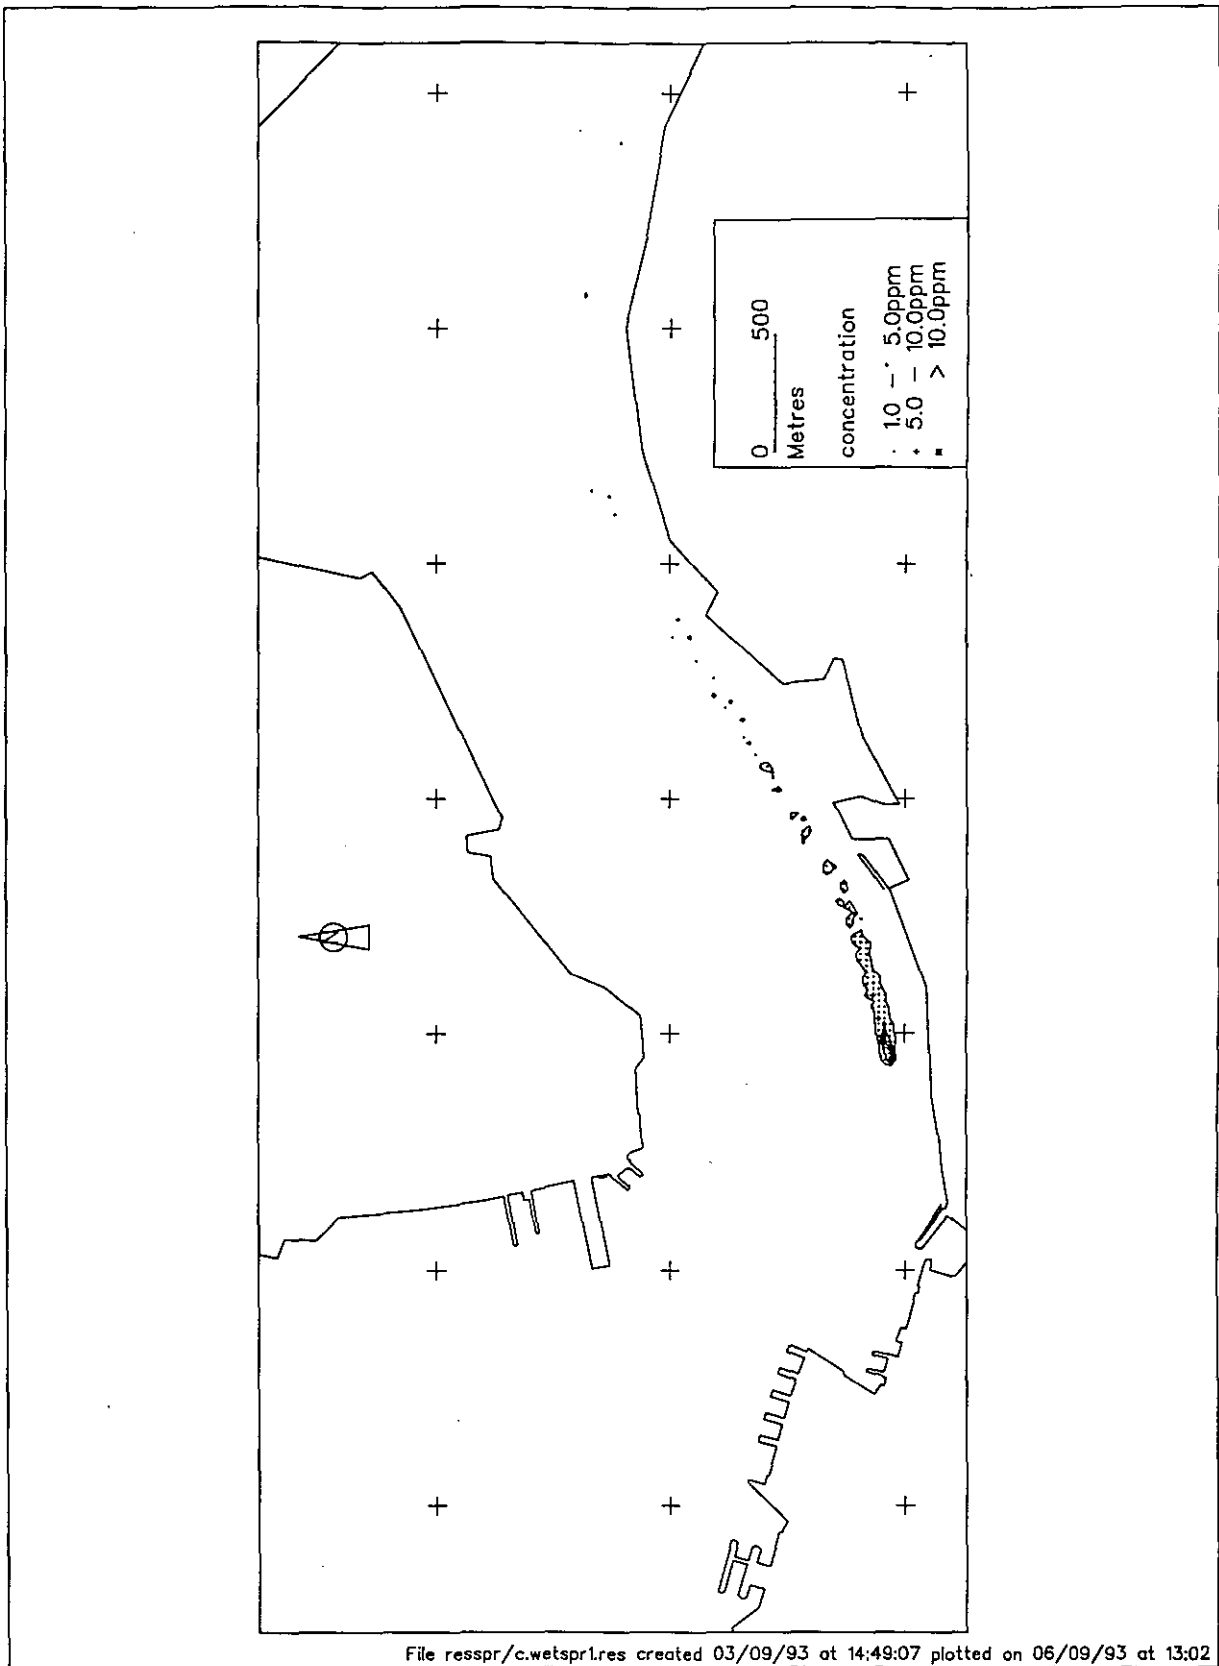 0 500
Metres
concentration
· 1.0 – 5.0ppm
+ 5.0 – 10.0ppm
▪ > 10.0ppm
N
File resspr/c.wetspr1.res created 03/09/93 at 14:49:07 plotted on 06/09/93 at 13:02